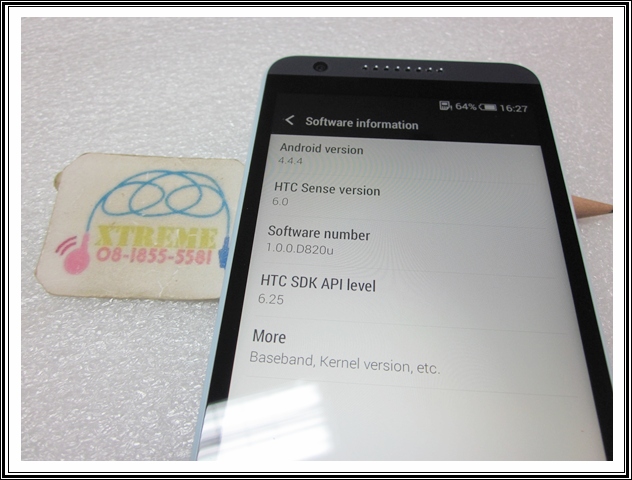 64% 16:27
Software information
Android version
4.4.4
HTC Sense version
6.0
Software number
1.0.0.D820u
HTC SDK API level
6.25
More
Baseband, Kernel version, etc.
XTREME
08-1855-5581